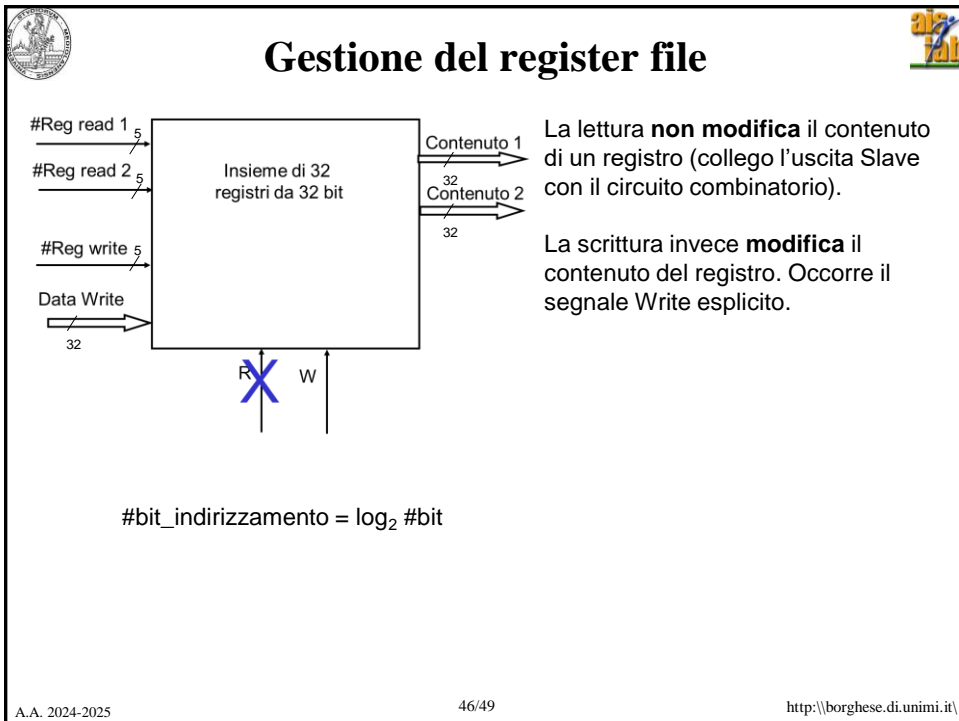 Gestione del register file
#Reg read 1
5
#Reg read 2
5
#Reg write
5
Data Write
32
Insieme di 32
registri da 32 bit
Contenuto 1
32
Contenuto 2
32
R
X
W
La lettura non modifica il contenuto
di un registro (collego l'uscita Slave
con il circuito combinatorio).
La scrittura invece modifica il
contenuto del registro. Occorre il
segnale Write esplicito.
#bit_indirizzamento = log₂ #bit
A.A. 2024-2025
46/49
http:\\borghese.di.unimi.it\